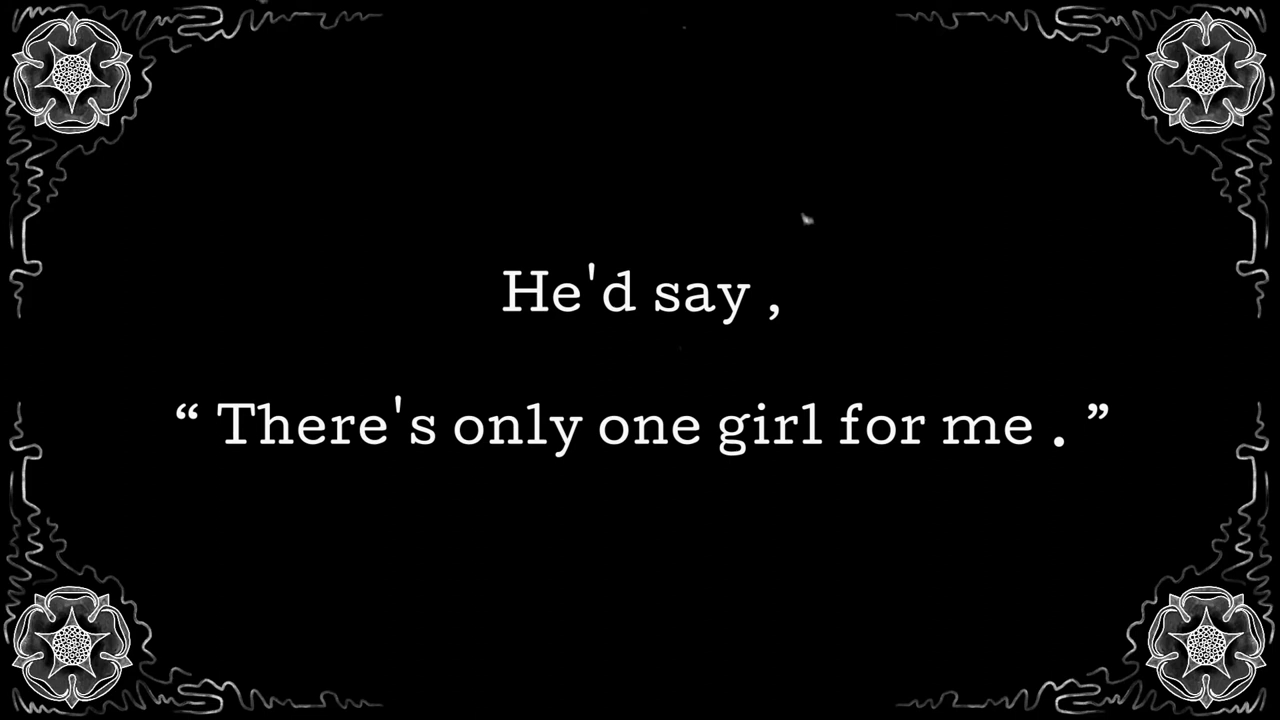 He'd say ,
“ There's only one girl for me . ”